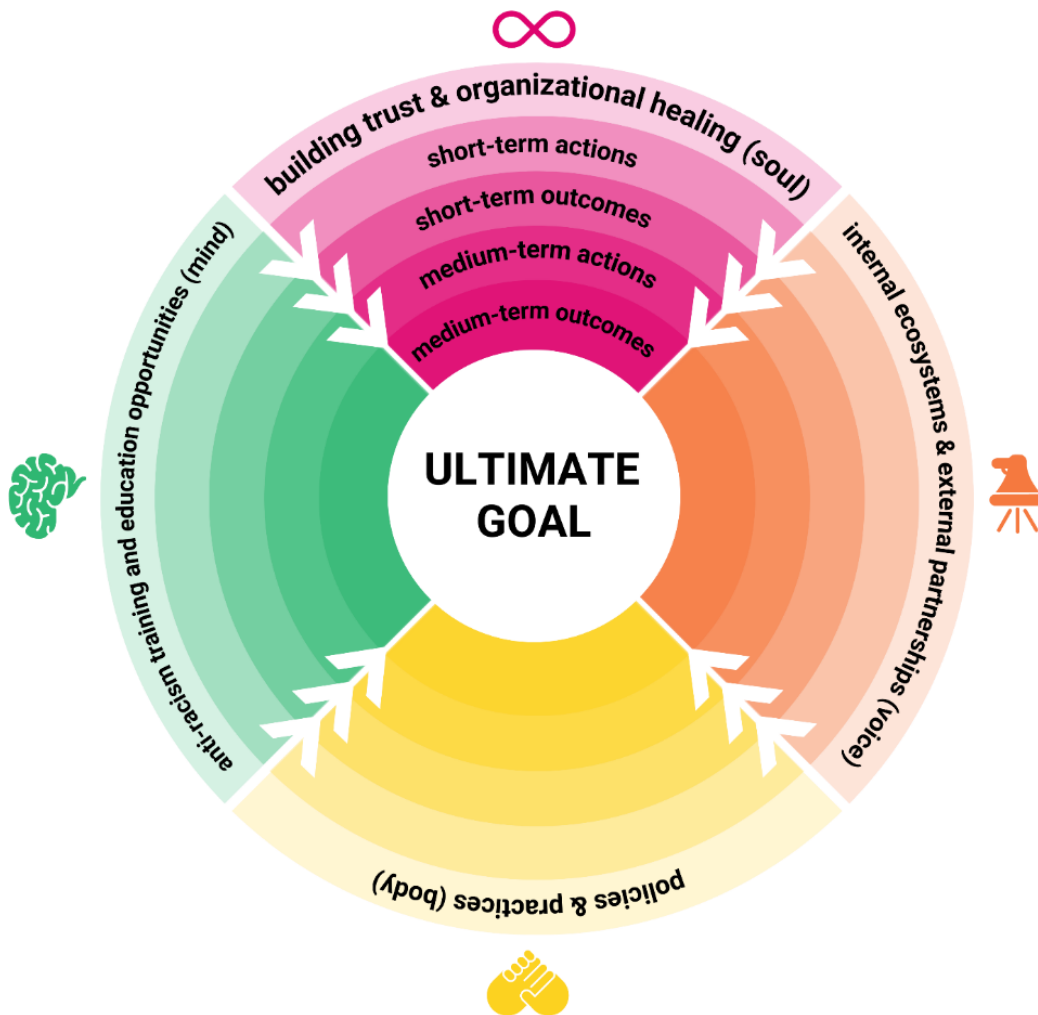 building trust & organizational healing (soul)
short-term actions
short-term outcomes
medium-term actions
medium-term outcomes
anti-racism training and education opportunities (mind)
internal ecosystems & external partnerships (voice)
ULTIMATE
GOAL
policies & practices (body)